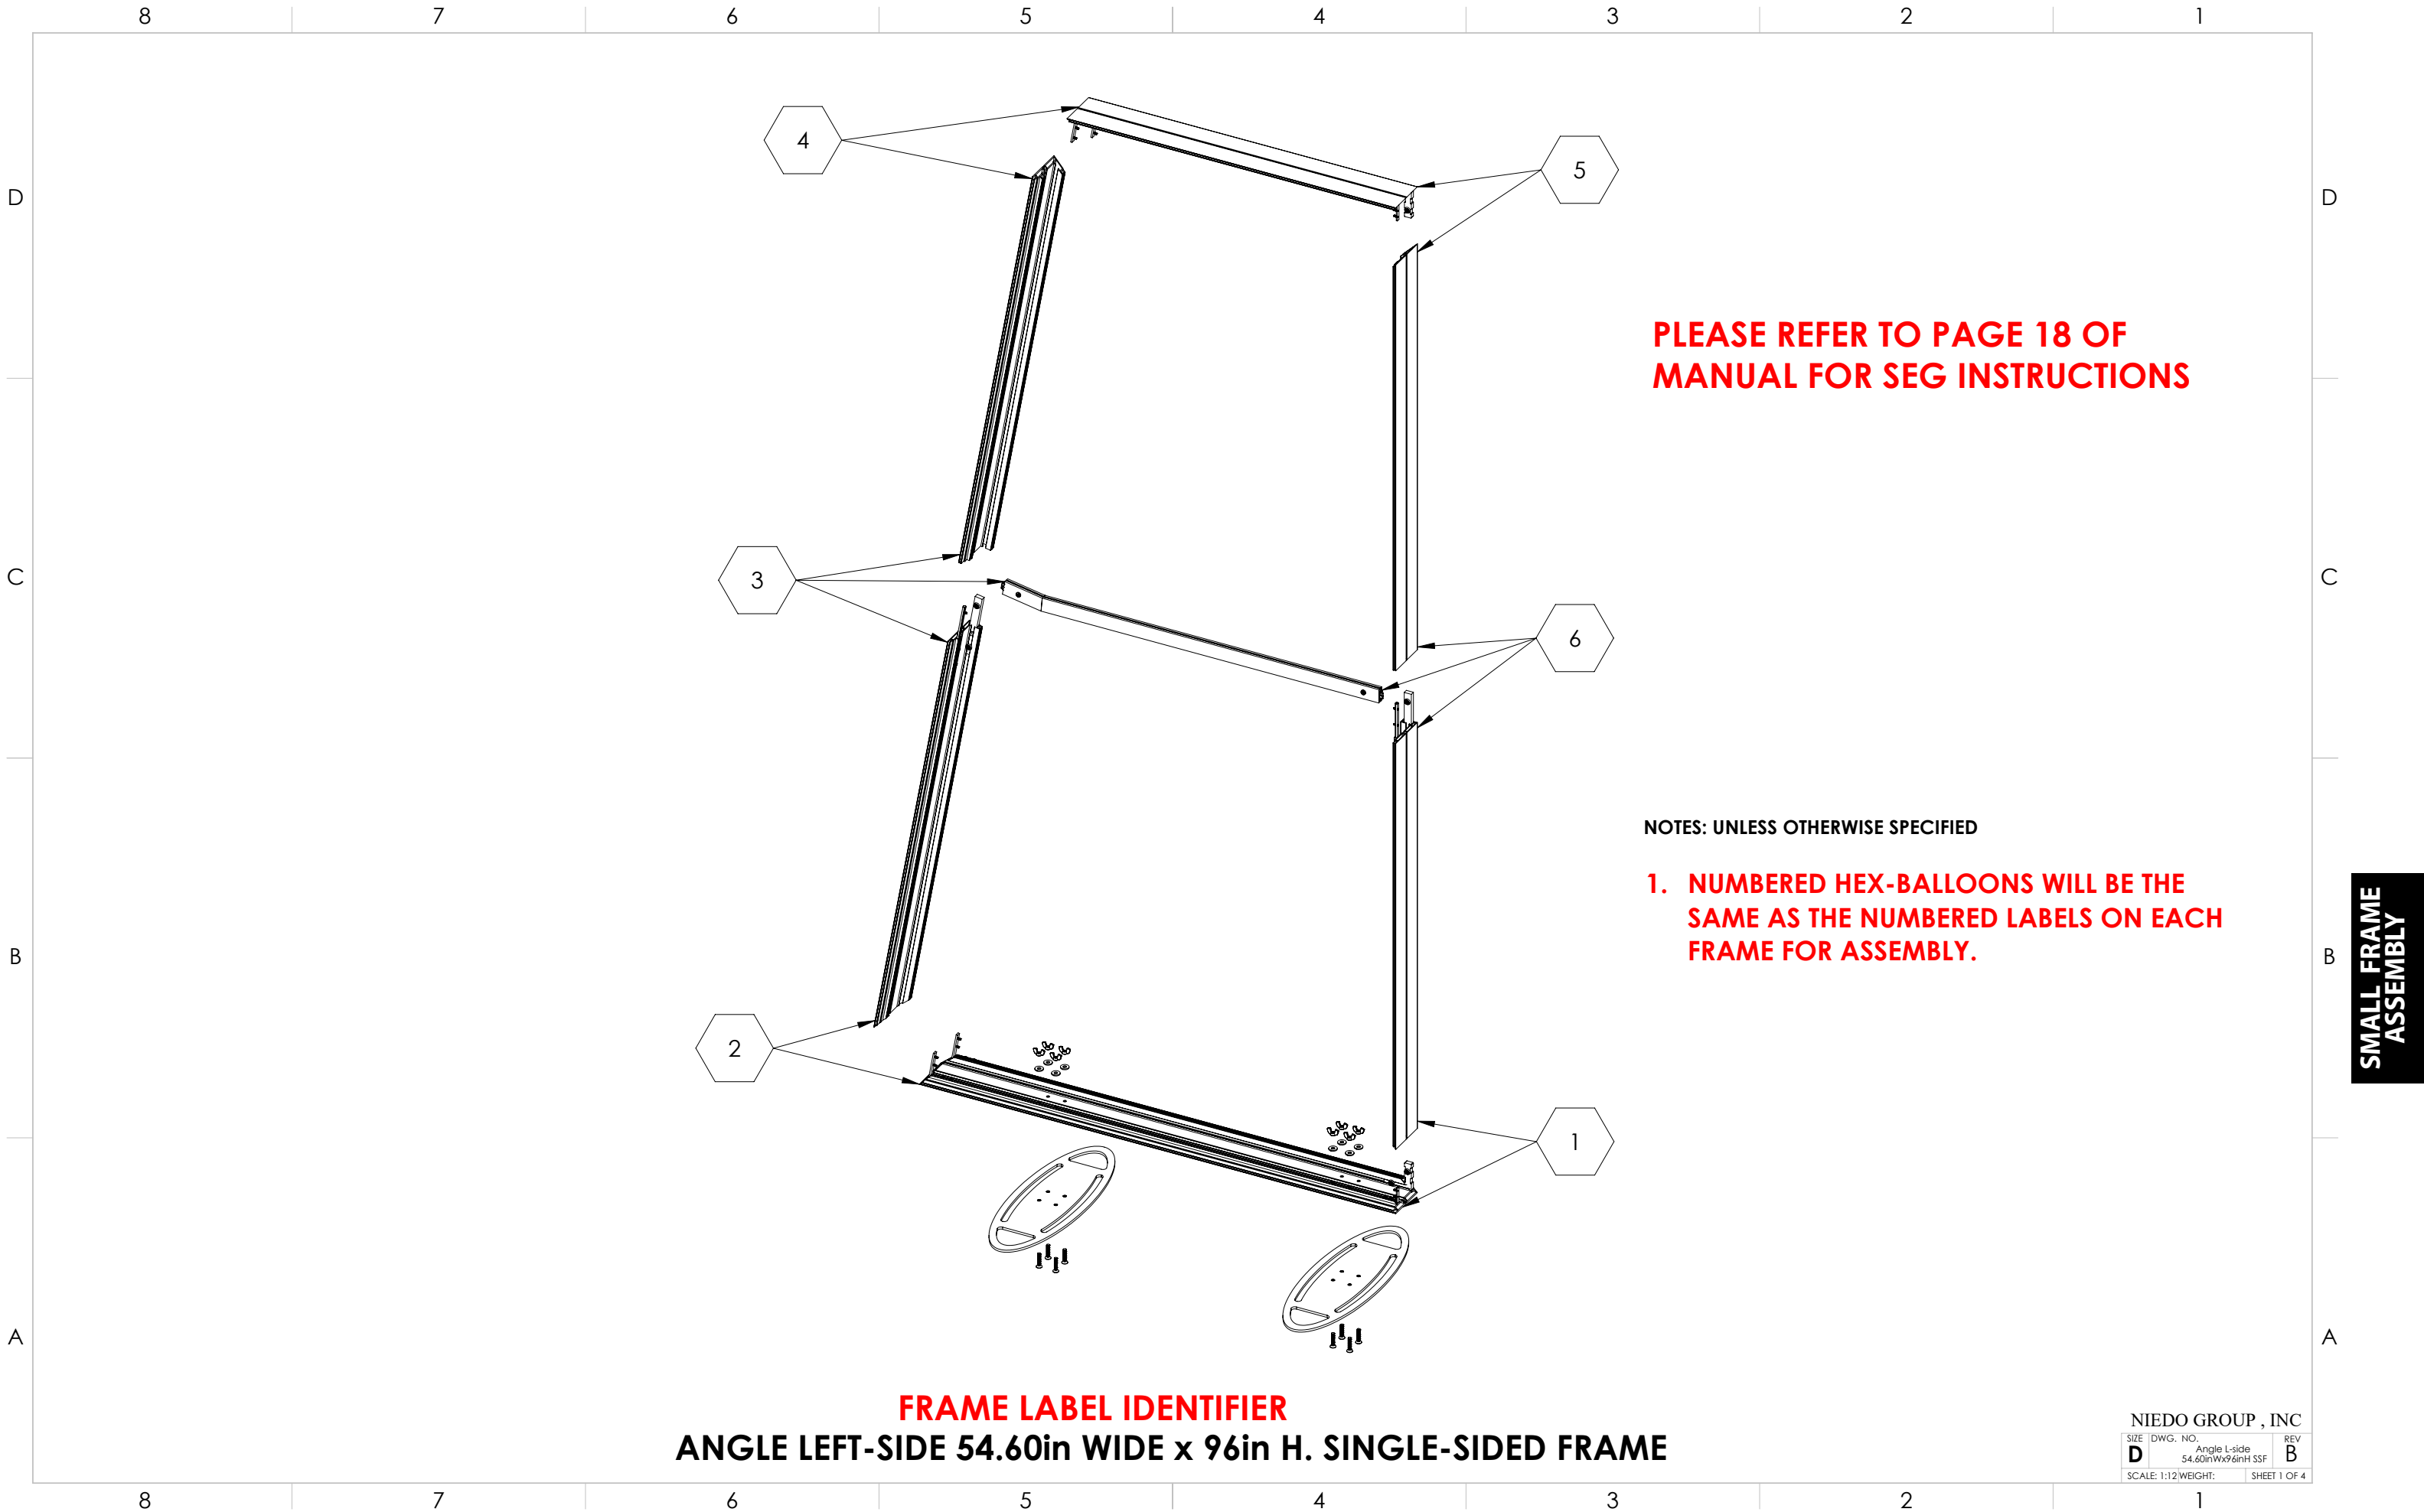 8 7 6 5 4 3 2 1
4
5
D D
PLEASE REFER TO PAGE 18 OF
MANUAL FOR SEG INSTRUCTIONS
C C
3
6
NOTES: UNLESS OTHERWISE SPECIFIED
1. NUMBERED HEX-BALLOONS WILL BE THE
SAME AS THE NUMBERED LABELS ON EACH
FRAME FOR ASSEMBLY.
SMALL FRAME
ASSEMBLY
B B
2
1
A A
FRAME LABEL IDENTIFIER
ANGLE LEFT-SIDE 54.60in WIDE x 96in H. SINGLE-SIDED FRAME
NIEDO GROUP , INC
SIZE DWG. NO. REV
D Angle L-side B
54.60inWx96inH SSF
SCALE: 1:12 WEIGHT: SHEET 1 OF 4
8 7 6 5 4 3 2 1